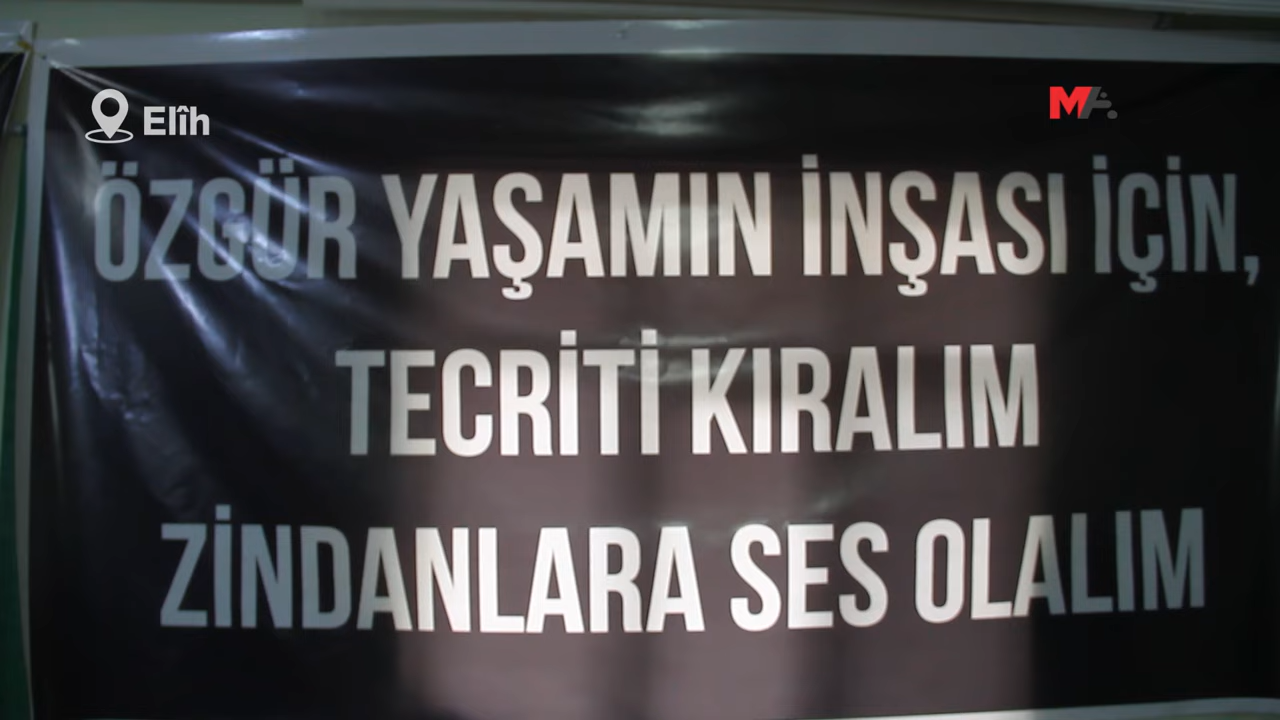 Elîh
MA
ÖZGÜR YAŞAMIN İNŞASI İÇİN,
TECRİTİ KIRALIM
ZİNDANLARA SES OLALIM